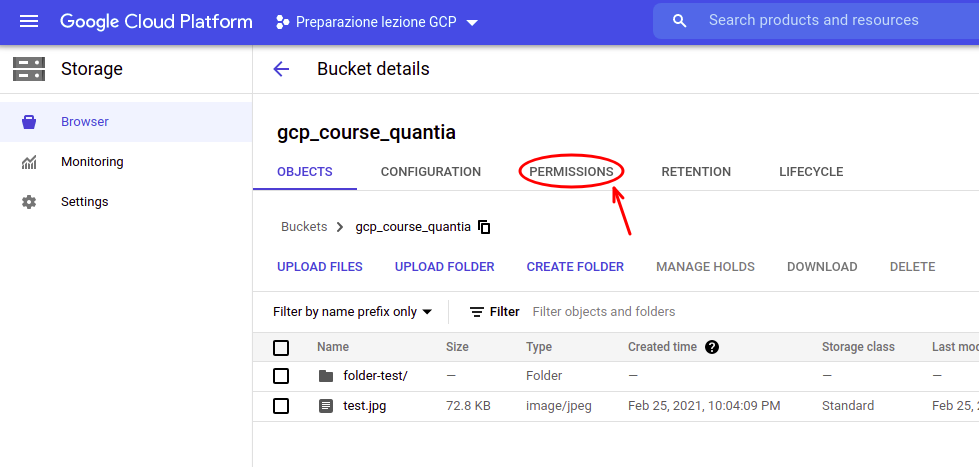 Google Cloud Platform
Preparazione lezione GCP
Search products and resources
Storage
Bucket details
Browser
Monitoring
Settings
gcp_course_quantia
OBJECTS CONFIGURATION PERMISSIONS RETENTION LIFECYCLE
Buckets > gcp_course_quantia
UPLOAD FILES UPLOAD FOLDER CREATE FOLDER MANAGE HOLDS DOWNLOAD DELETE
Filter by name prefix only Filter Filter objects and folders
Name Size Type Created time ? Storage class Last mo
folder-test/ — Folder — — —
test.jpg 72.8 KB image/jpeg Feb 25, 2021, 10:04:09 PM Standard Feb 25,